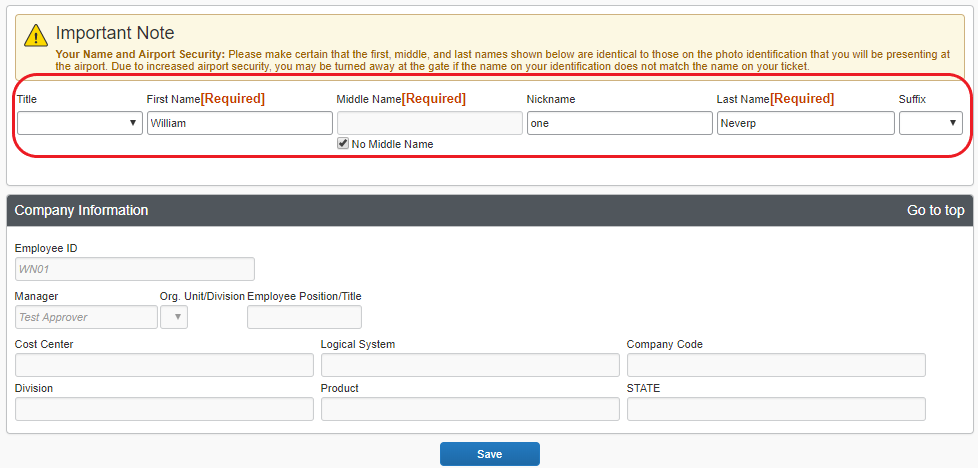 Important Note
Your Name and Airport Security: Please make certain that the first, middle, and last names shown below are identical to those on the photo identification that you will be presenting at
the airport. Due to increased airport security, you may be turned away at the gate if the name on your identification does not match the name on your ticket.
Title First Name[Required] Middle Name[Required] Nickname Last Name[Required] Suffix
William one Neverp
No Middle Name
Company Information Go to top
Employee ID
WN01
Manager Org. Unit/Division Employee Position/Title
Test Approver
Cost Center Logical System Company Code
Division Product STATE
Save